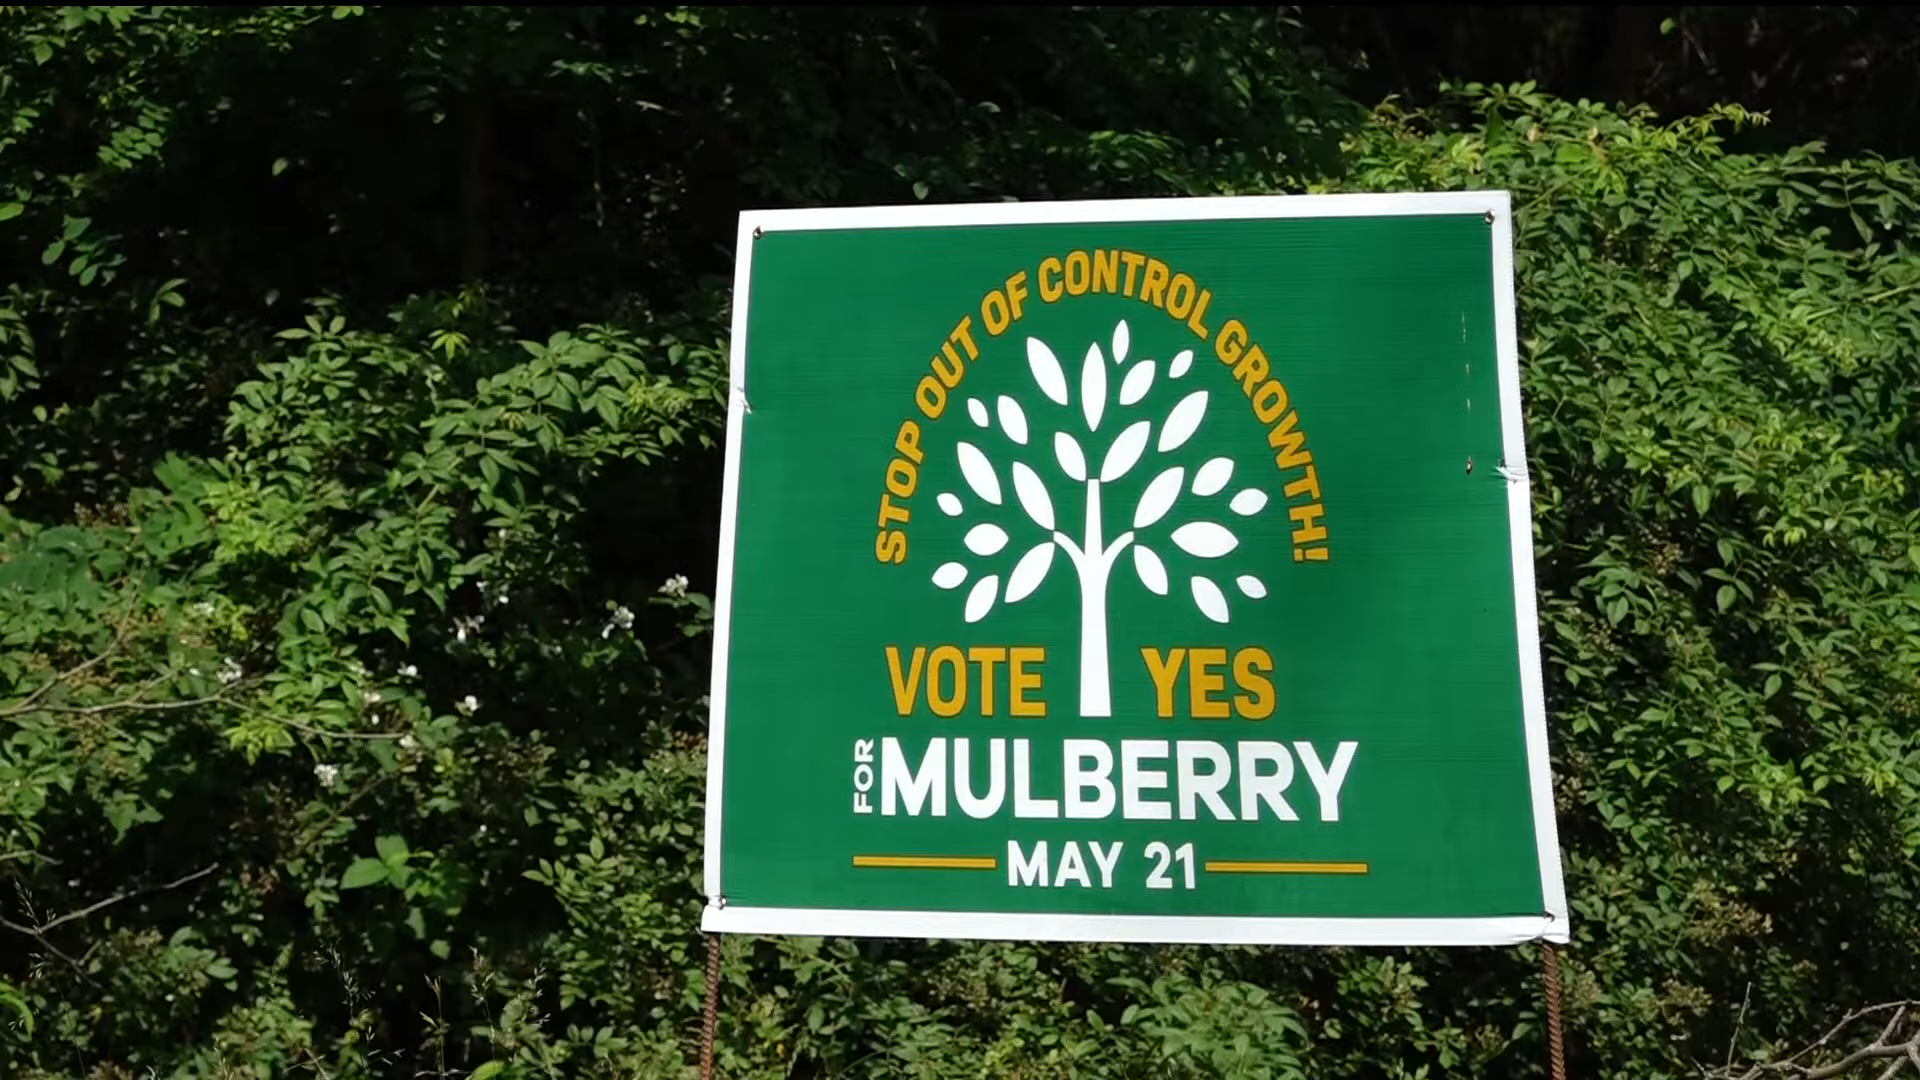 STOP OUT OF CONTROL GROWTH!
VOTE YES
FOR MULBERRY
MAY 21